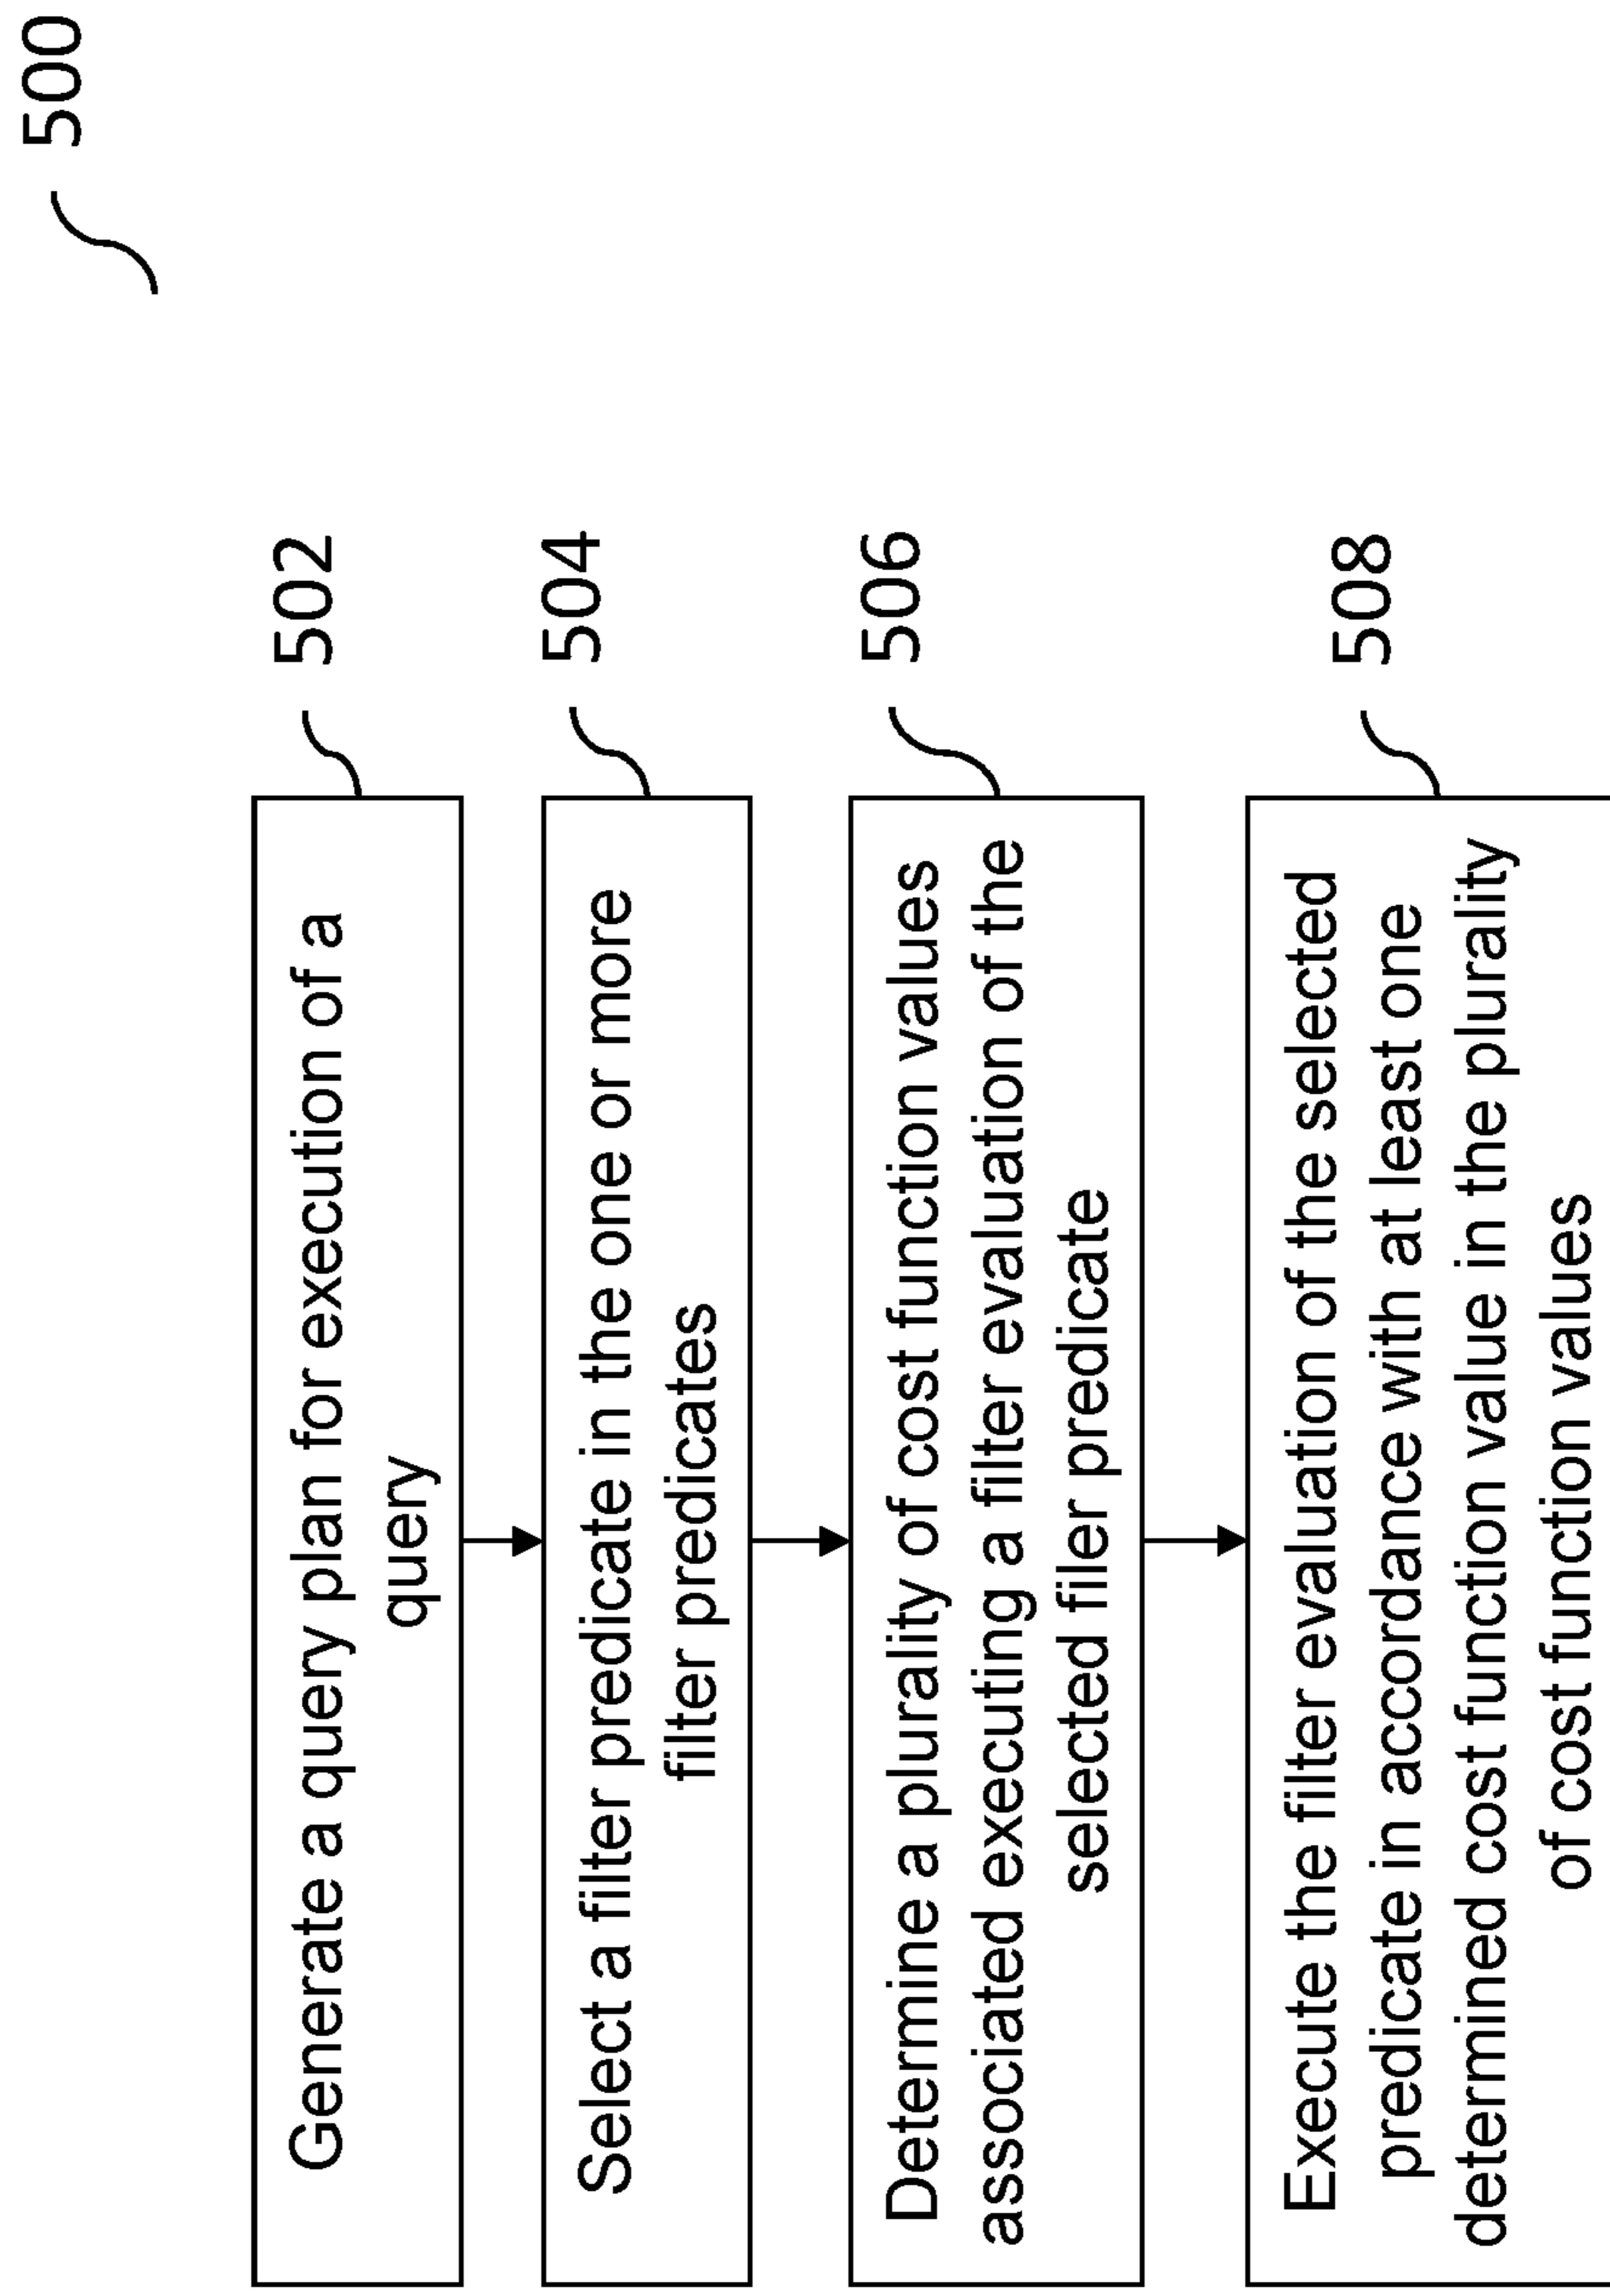 500
Generate a query plan for execution of a
query
502
Select a filter predicate in the one or more
filter predicates
504
Determine a plurality of cost function values
associated executing a filter evaluation of the
selected filer predicate
506
Execute the filter evaluation of the selected
predicate in accordance with at least one
determined cost function value in the plurality
of cost function values
508